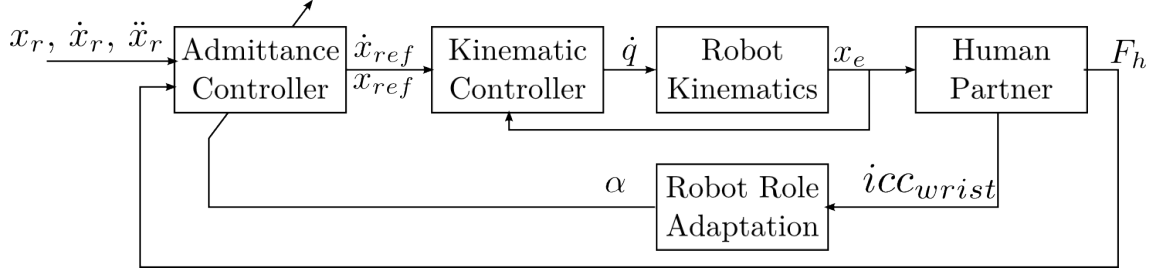 x_r, ẋ_r, ẍ_r
Admittance
Controller
ẋ_ref
x_ref
Kinematic
Controller
q̇
Robot
Kinematics
x_e
Human
Partner
F_h
α
Robot Role
Adaptation
icc_wrist